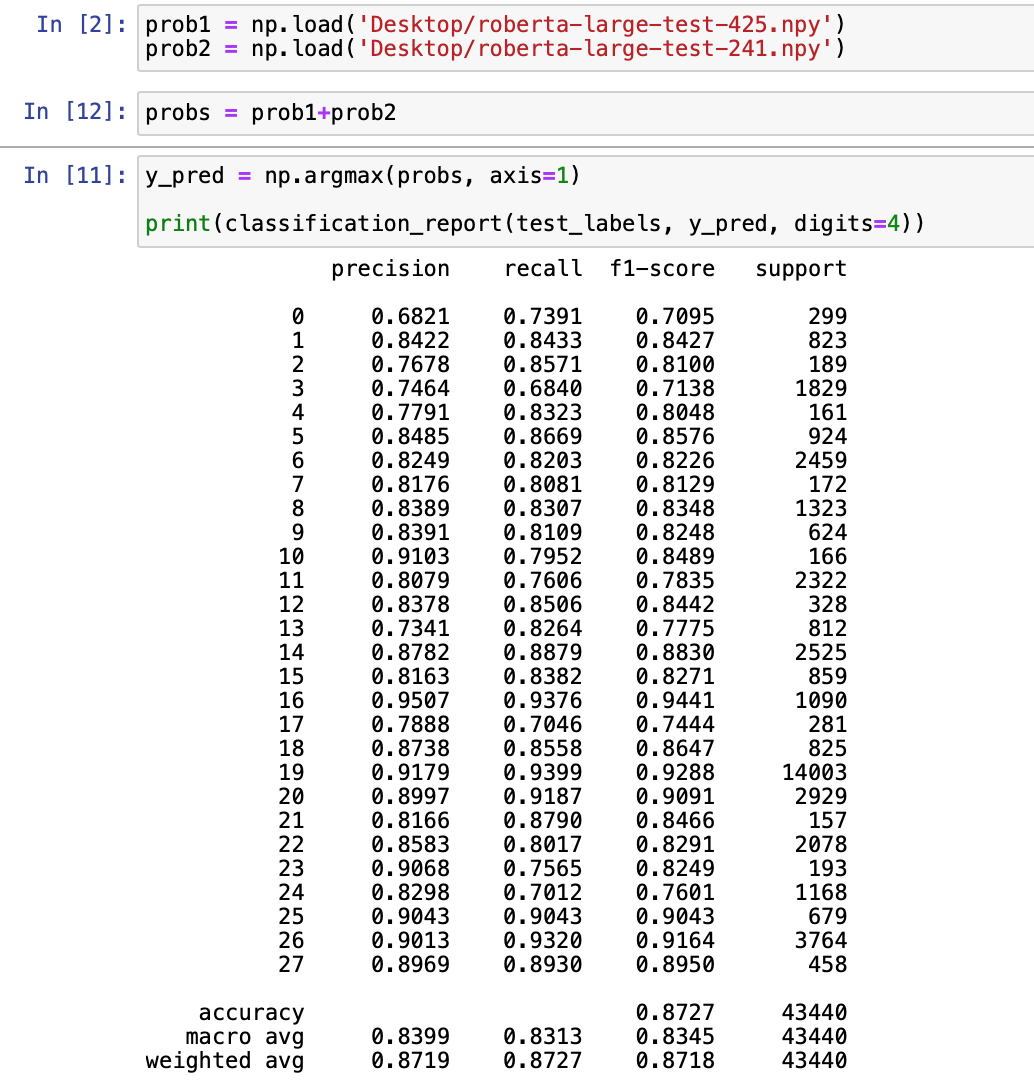 In [2]: prob1 = np.load('Desktop/roberta-large-test-425.npy')
prob2 = np.load('Desktop/roberta-large-test-241.npy')
In [12]: probs = prob1+prob2
In [11]: y_pred = np.argmax(probs, axis=1)
print(classification_report(test_labels, y_pred, digits=4))
precision recall f1-score support
0 0.6821 0.7391 0.7095 299
1 0.8422 0.8433 0.8427 823
2 0.7678 0.8571 0.8100 189
3 0.7464 0.6840 0.7138 1829
4 0.7791 0.8323 0.8048 161
5 0.8485 0.8669 0.8576 924
6 0.8249 0.8203 0.8226 2459
7 0.8176 0.8081 0.8129 172
8 0.8389 0.8307 0.8348 1323
9 0.8391 0.8109 0.8248 624
10 0.9103 0.7952 0.8489 166
11 0.8079 0.7606 0.7835 2322
12 0.8378 0.8506 0.8442 328
13 0.7341 0.8264 0.7775 812
14 0.8782 0.8879 0.8830 2525
15 0.8163 0.8382 0.8271 859
16 0.9507 0.9376 0.9441 1090
17 0.7888 0.7046 0.7444 281
18 0.8738 0.8558 0.8647 825
19 0.9179 0.9399 0.9288 14003
20 0.8997 0.9187 0.9091 2929
21 0.8166 0.8790 0.8466 157
22 0.8583 0.8017 0.8291 2078
23 0.9068 0.7565 0.8249 193
24 0.8298 0.7012 0.7601 1168
25 0.9043 0.9043 0.9043 679
26 0.9013 0.9320 0.9164 3764
27 0.8969 0.8930 0.8950 458
accuracy 0.8727 43440
macro avg 0.8399 0.8313 0.8345 43440
weighted avg 0.8719 0.8727 0.8718 43440